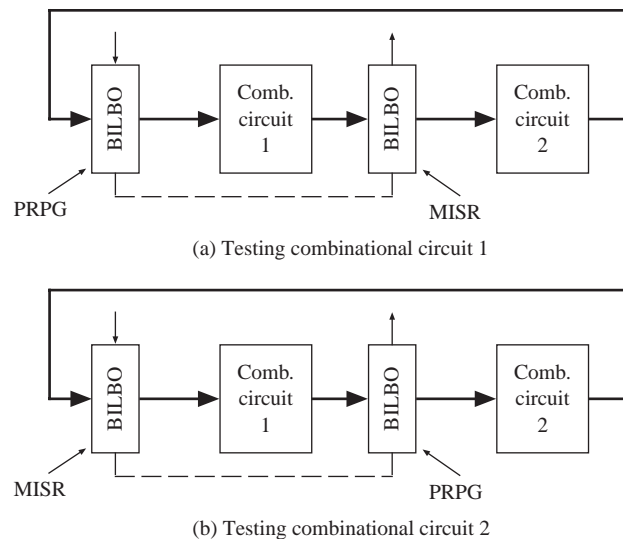 BILBO
Comb.
circuit
1
BILBO
Comb.
circuit
2
PRPG
MISR
(a) Testing combinational circuit 1
BILBO
Comb.
circuit
1
BILBO
Comb.
circuit
2
MISR
PRPG
(b) Testing combinational circuit 2